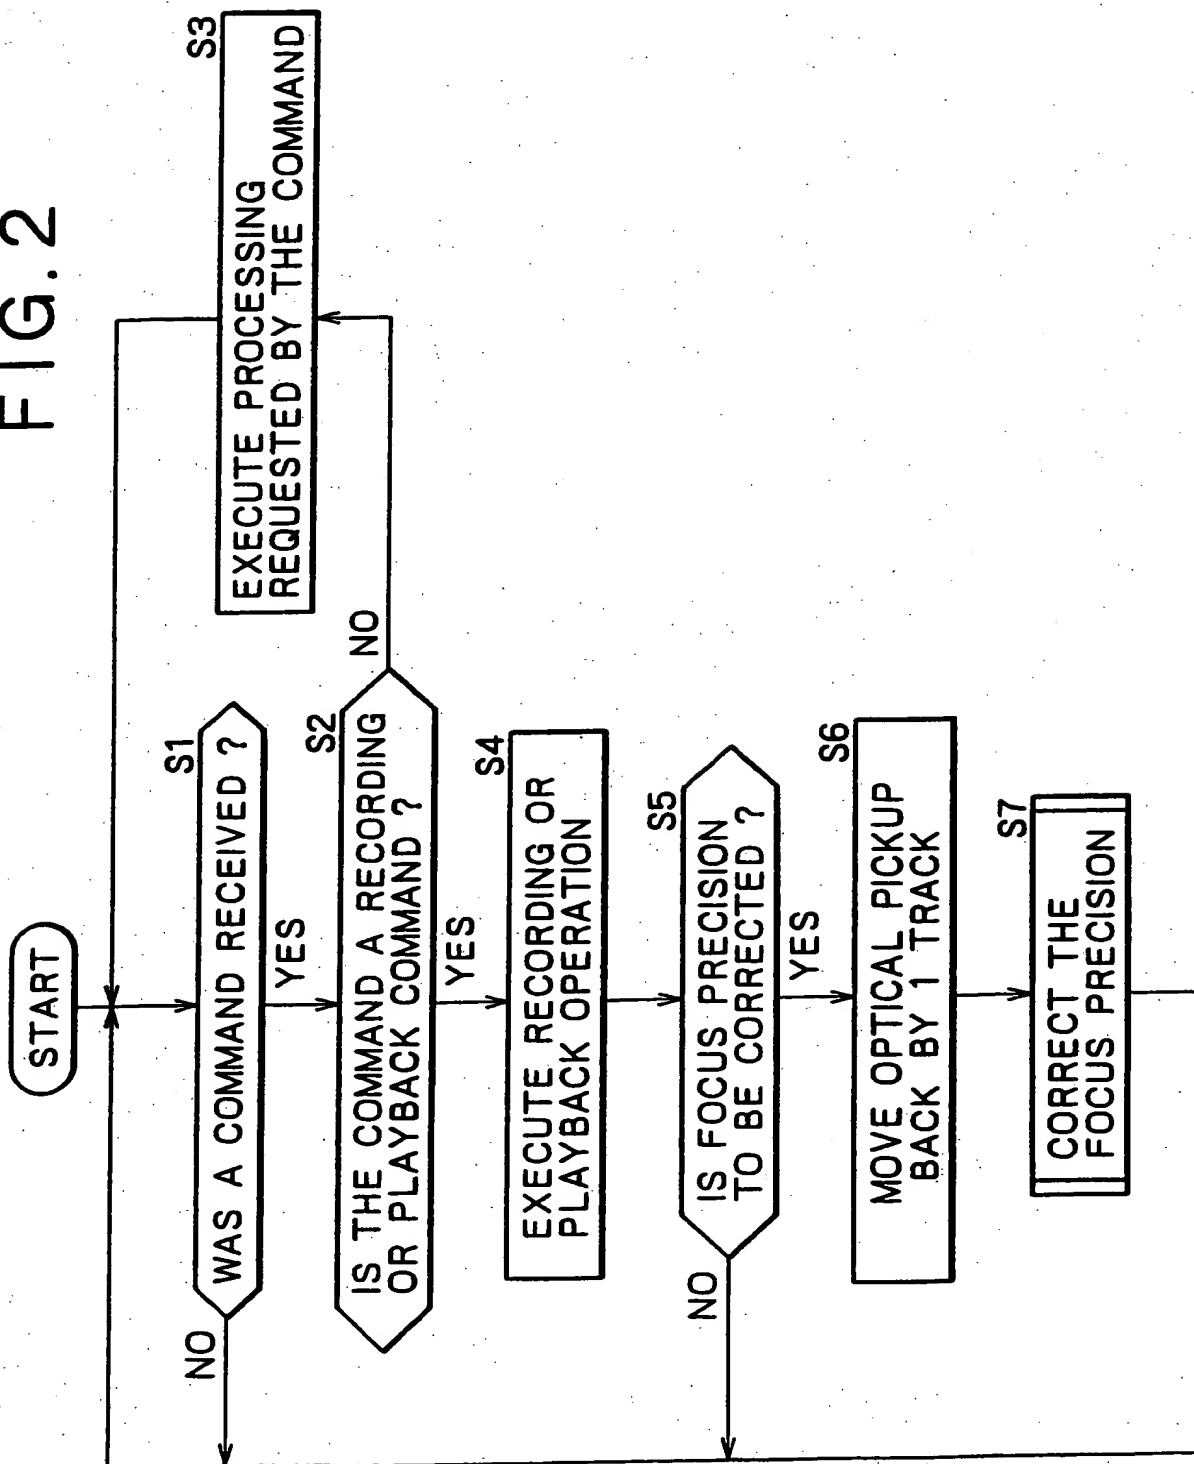 FIG.2
START
S1
WAS A COMMAND RECEIVED ?
NO
YES
S2
IS THE COMMAND A RECORDING
OR PLAYBACK COMMAND ?
NO
YES
S3
EXECUTE PROCESSING
REQUESTED BY THE COMMAND
S4
EXECUTE RECORDING OR
PLAYBACK OPERATION
S5
IS FOCUS PRECISION
TO BE CORRECTED ?
NO
YES
S6
MOVE OPTICAL PICKUP
BACK BY 1 TRACK
S7
CORRECT THE
FOCUS PRECISION